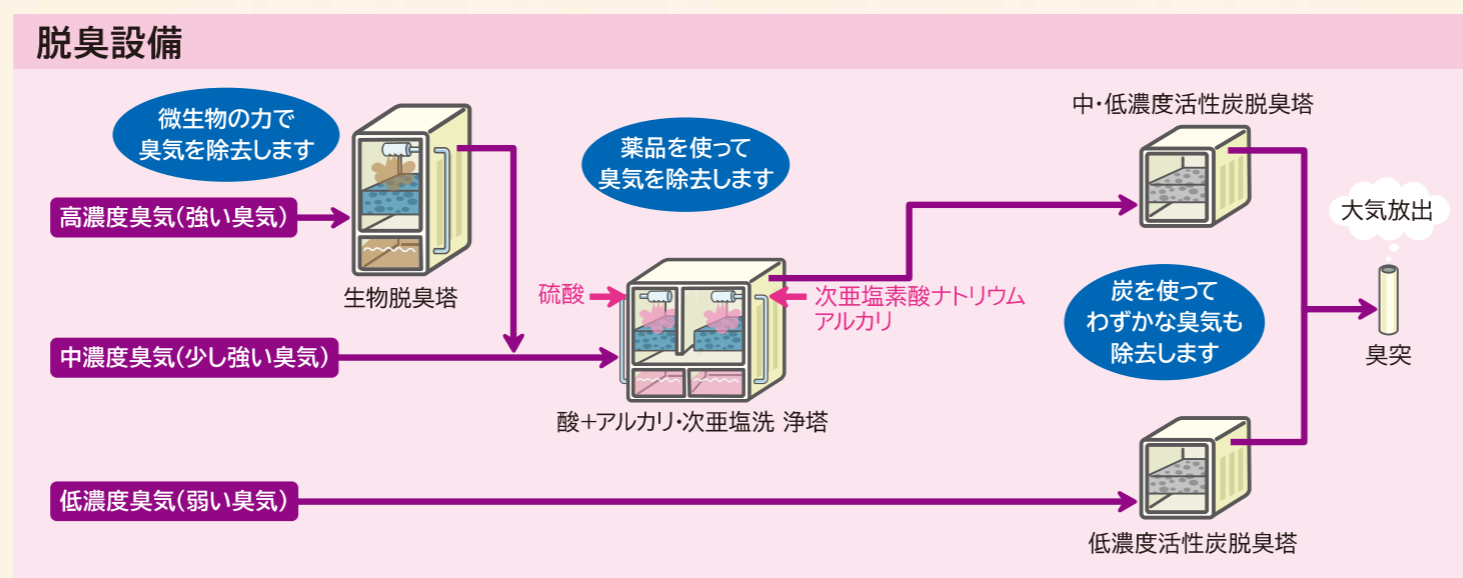 脱臭設備
微生物の力で
臭気を除去します
高濃度臭気(強い臭気)
生物脱臭塔
中濃度臭気(少し強い臭気)
薬品を使って
臭気を除去します
硫酸
次亜塩素酸ナトリウム
アルカリ
酸+アルカリ・次亜塩洗 浄塔
中・低濃度活性炭脱臭塔
炭を使って
わずかな臭気も
除去します
大気放出
臭突
低濃度臭気(弱い臭気)
低濃度活性炭脱臭塔